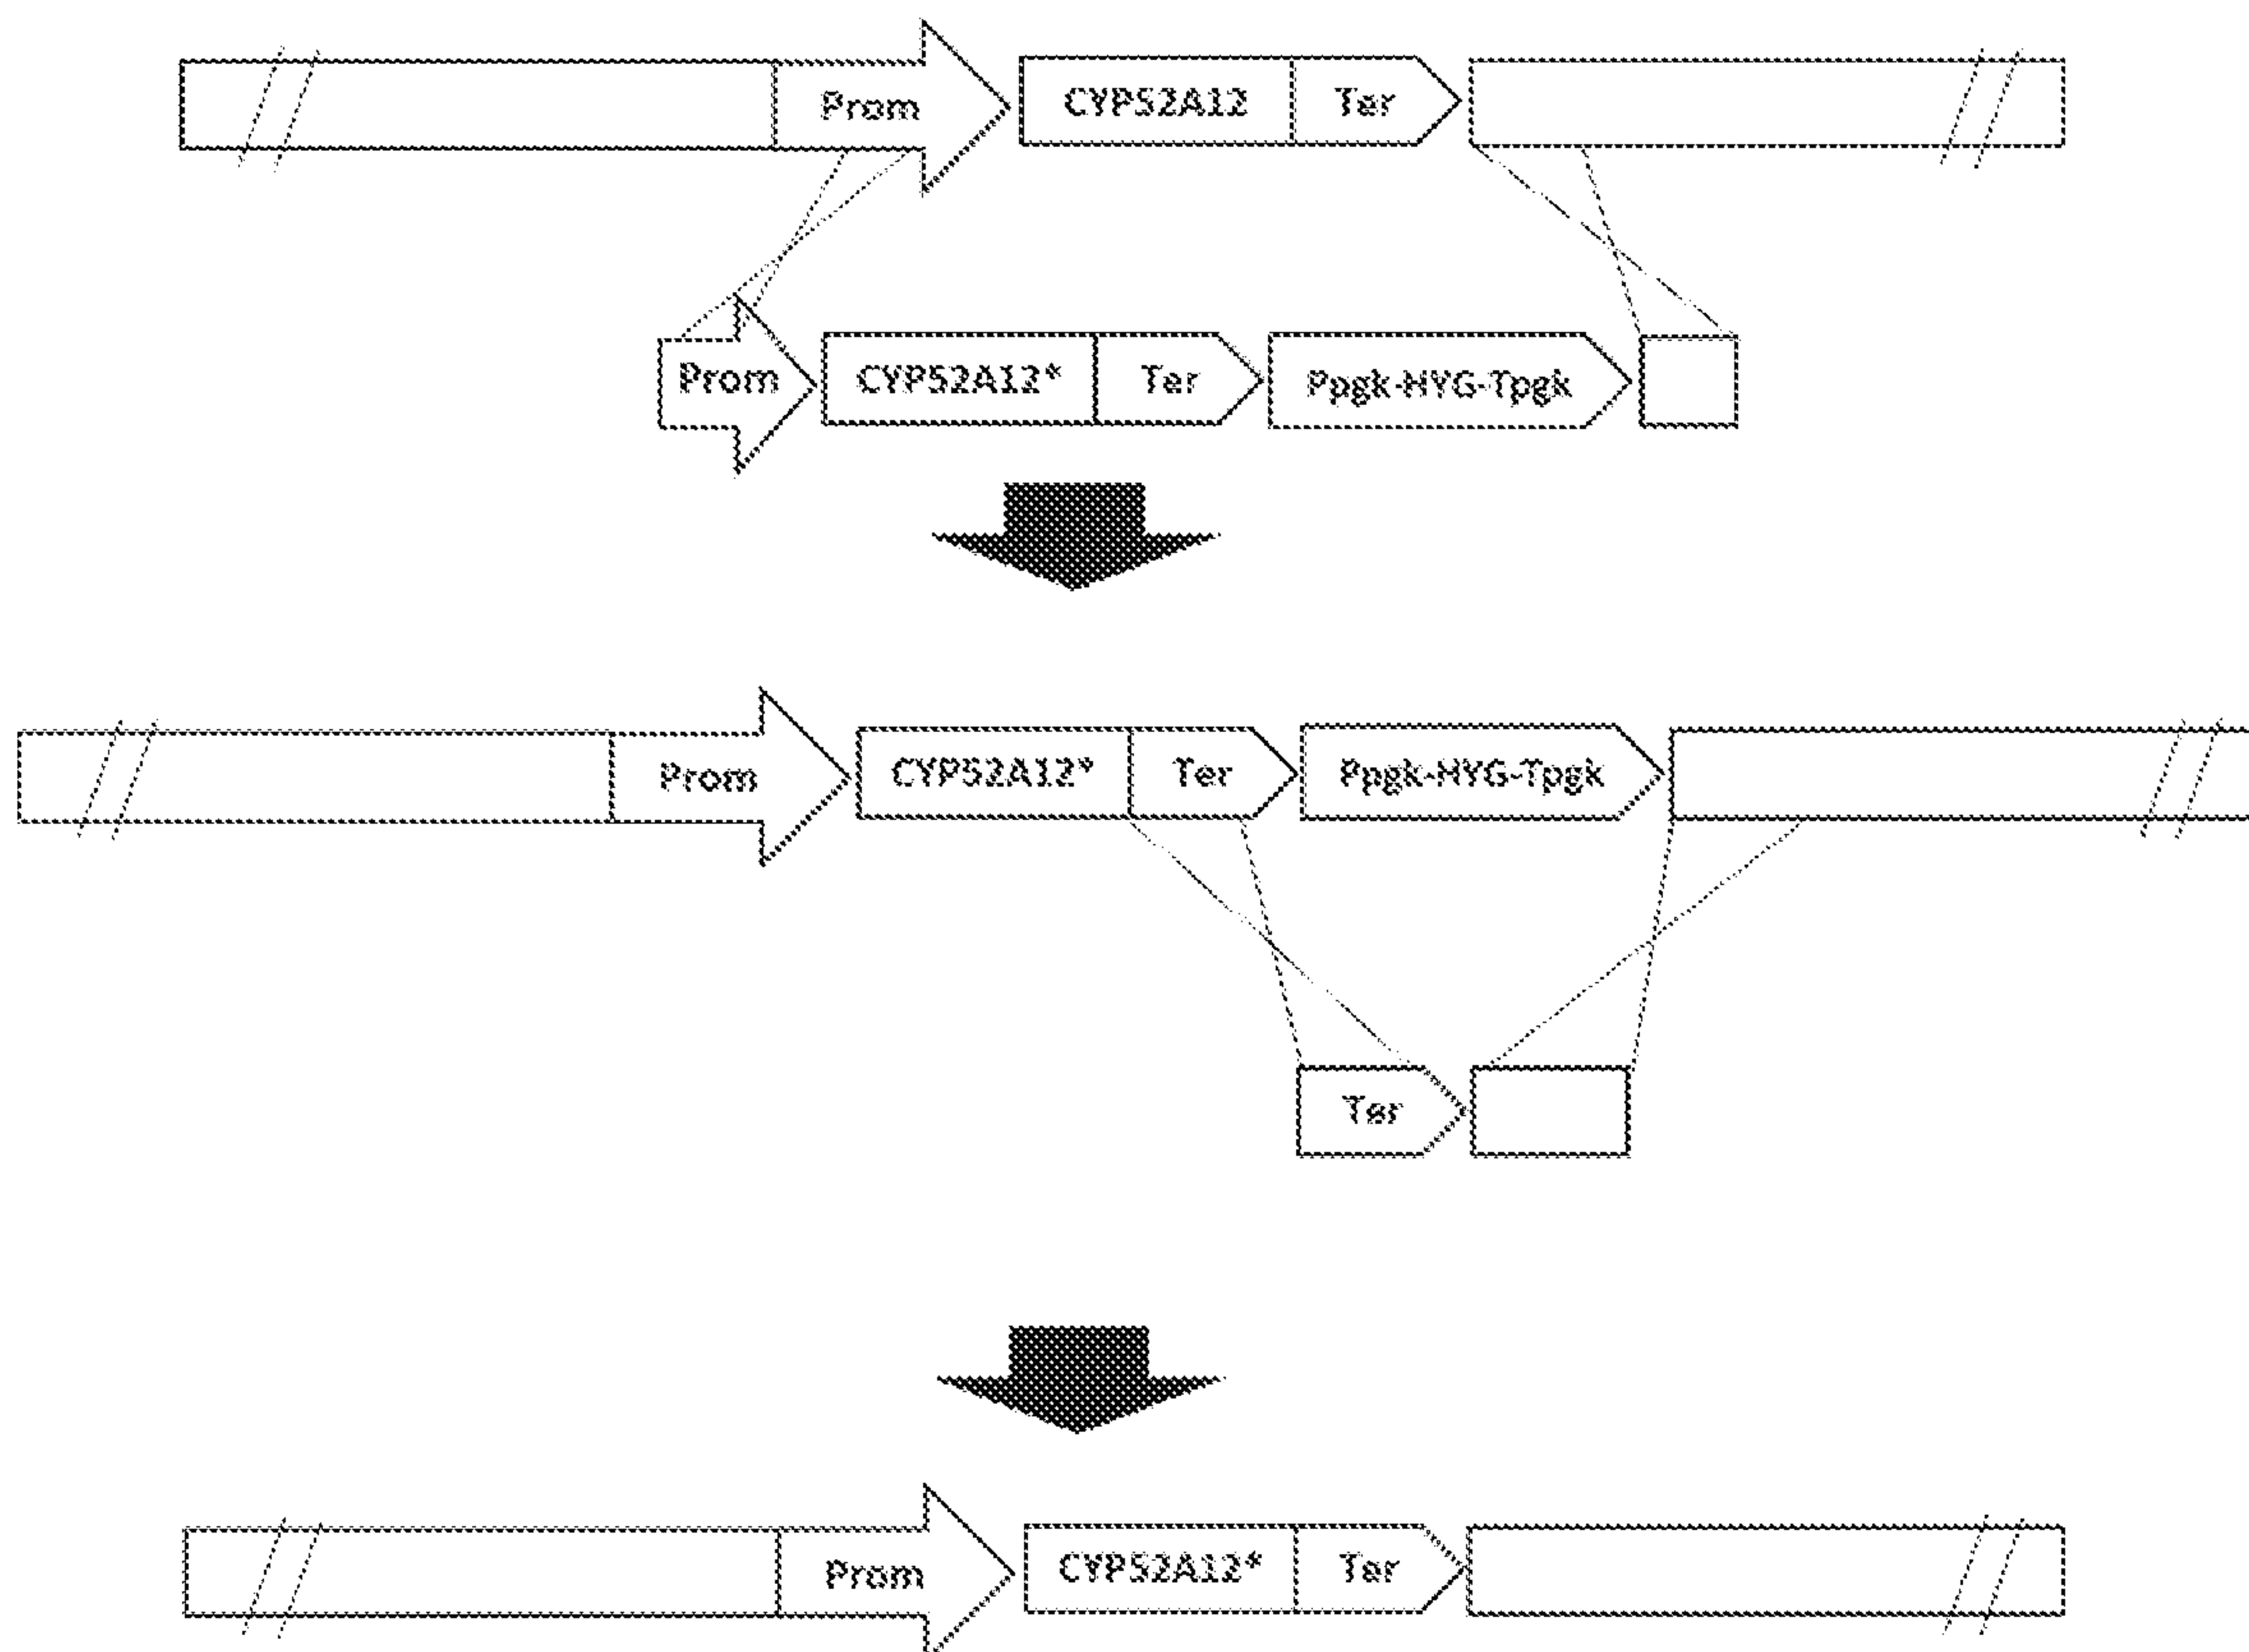 Prom CYP52A12 Ter
Prom CYP52A12* Ter Ppgk-HYG-Tpgk
Prom CYP52A12* Ter Ppgk-HYG-Tpgk
Ter
Prom CYP52A12* Ter